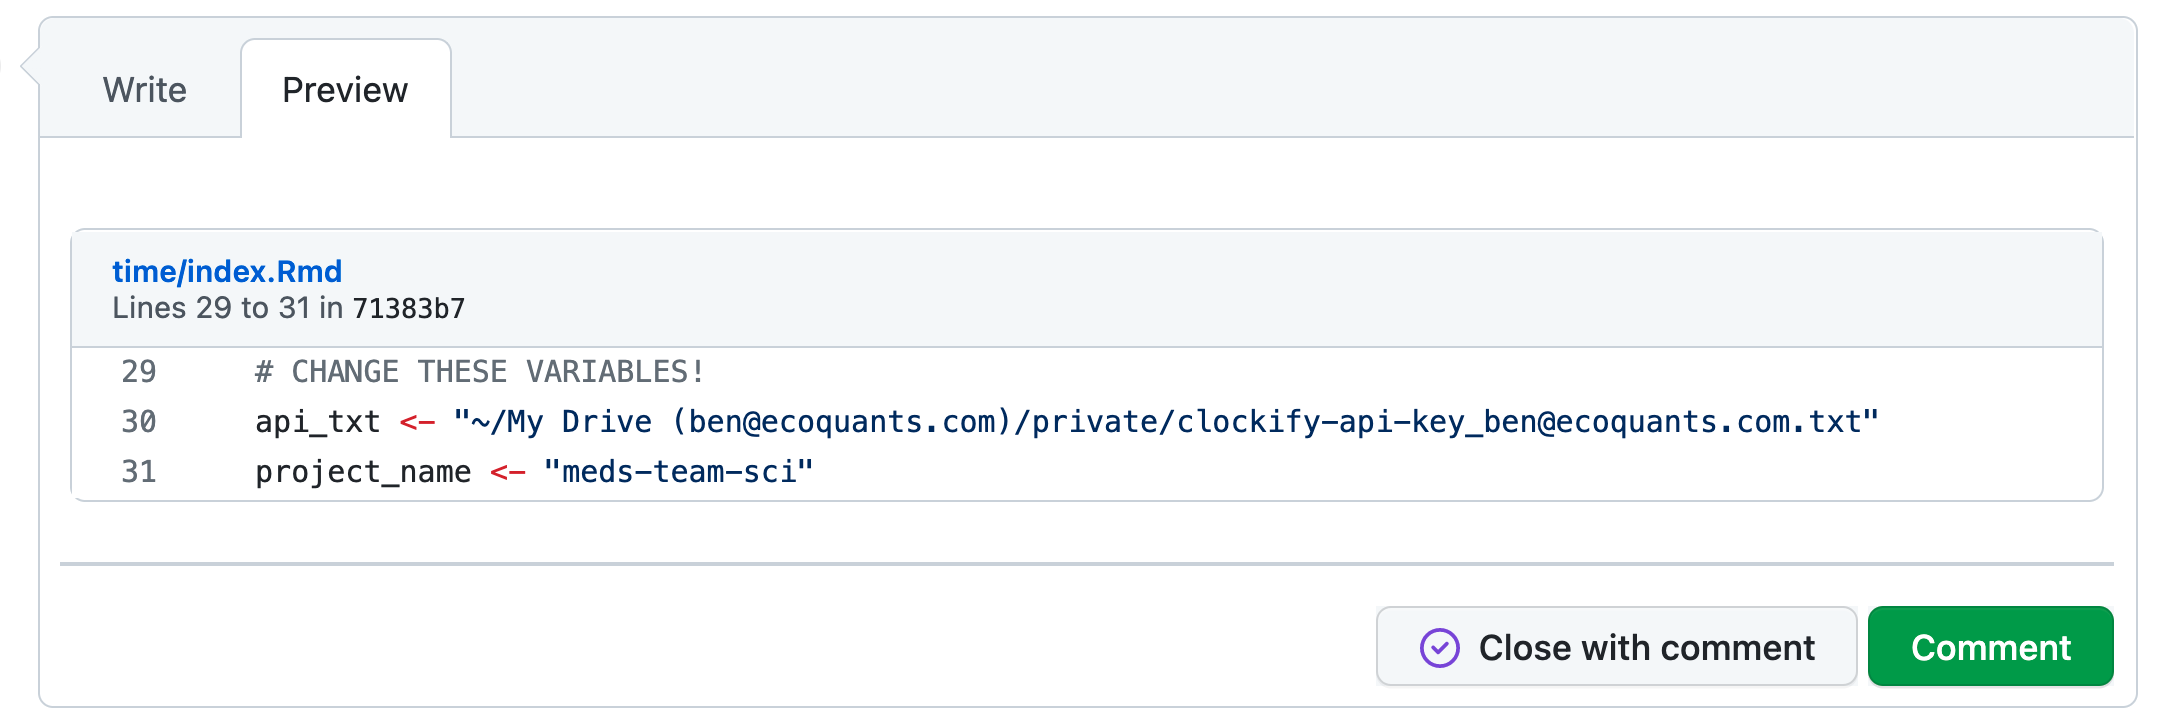 Write
Preview
time/index.Rmd
Lines 29 to 31 in 71383b7
29 # CHANGE THESE VARIABLES!
30 api_txt <- "~/My Drive (ben@ecoquants.com)/private/clockify-api-key_ben@ecoquants.com.txt"
31 project_name <- "meds-team-sci"
Close with comment
Comment